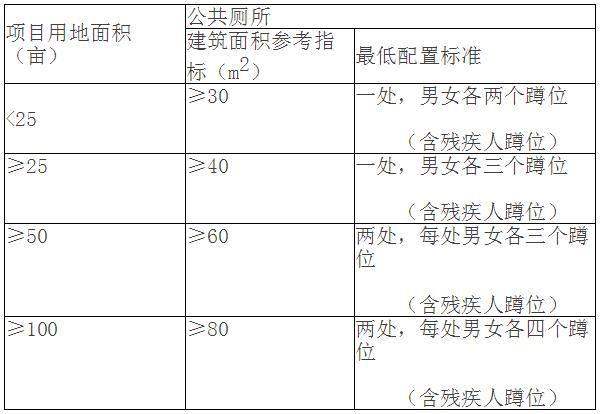 项目用地面积
（亩）
公共厕所
建筑面积参考指
标（m2）
最低配置标准
<25
≥30
一处，男女各两个蹲位
（含残疾人蹲位）
≥25
≥40
一处，男女各三个蹲位
（含残疾人蹲位）
≥50
≥60
两处，每处男女各三个蹲
位
（含残疾人蹲位）
≥100
≥80
两处，每处男女各四个蹲
位
（含残疾人蹲位）